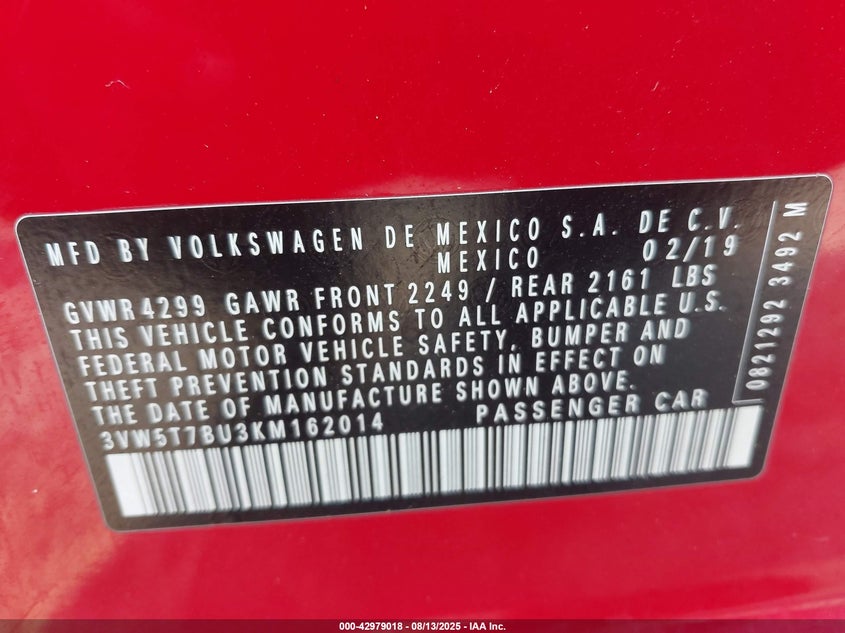 MFD BY VOLKSWAGEN DE MEXICO S.A. DE C.V.
MEXICO 02/19
GVWR 4299 GAWR FRONT 2249 / REAR 2161 LBS
THIS VEHICLE CONFORMS TO ALL APPLICABLE U.S.
FEDERAL MOTOR VEHICLE SAFETY, BUMPER AND
THEFT PREVENTION STANDARDS IN EFFECT ON
THE DATE OF MANUFACTURE SHOWN ABOVE.
3VW5T7BU3KM162014 PASSENGER CAR
0821292 3492 M
000-42979018 - 08/13/2025 - IAA Inc.